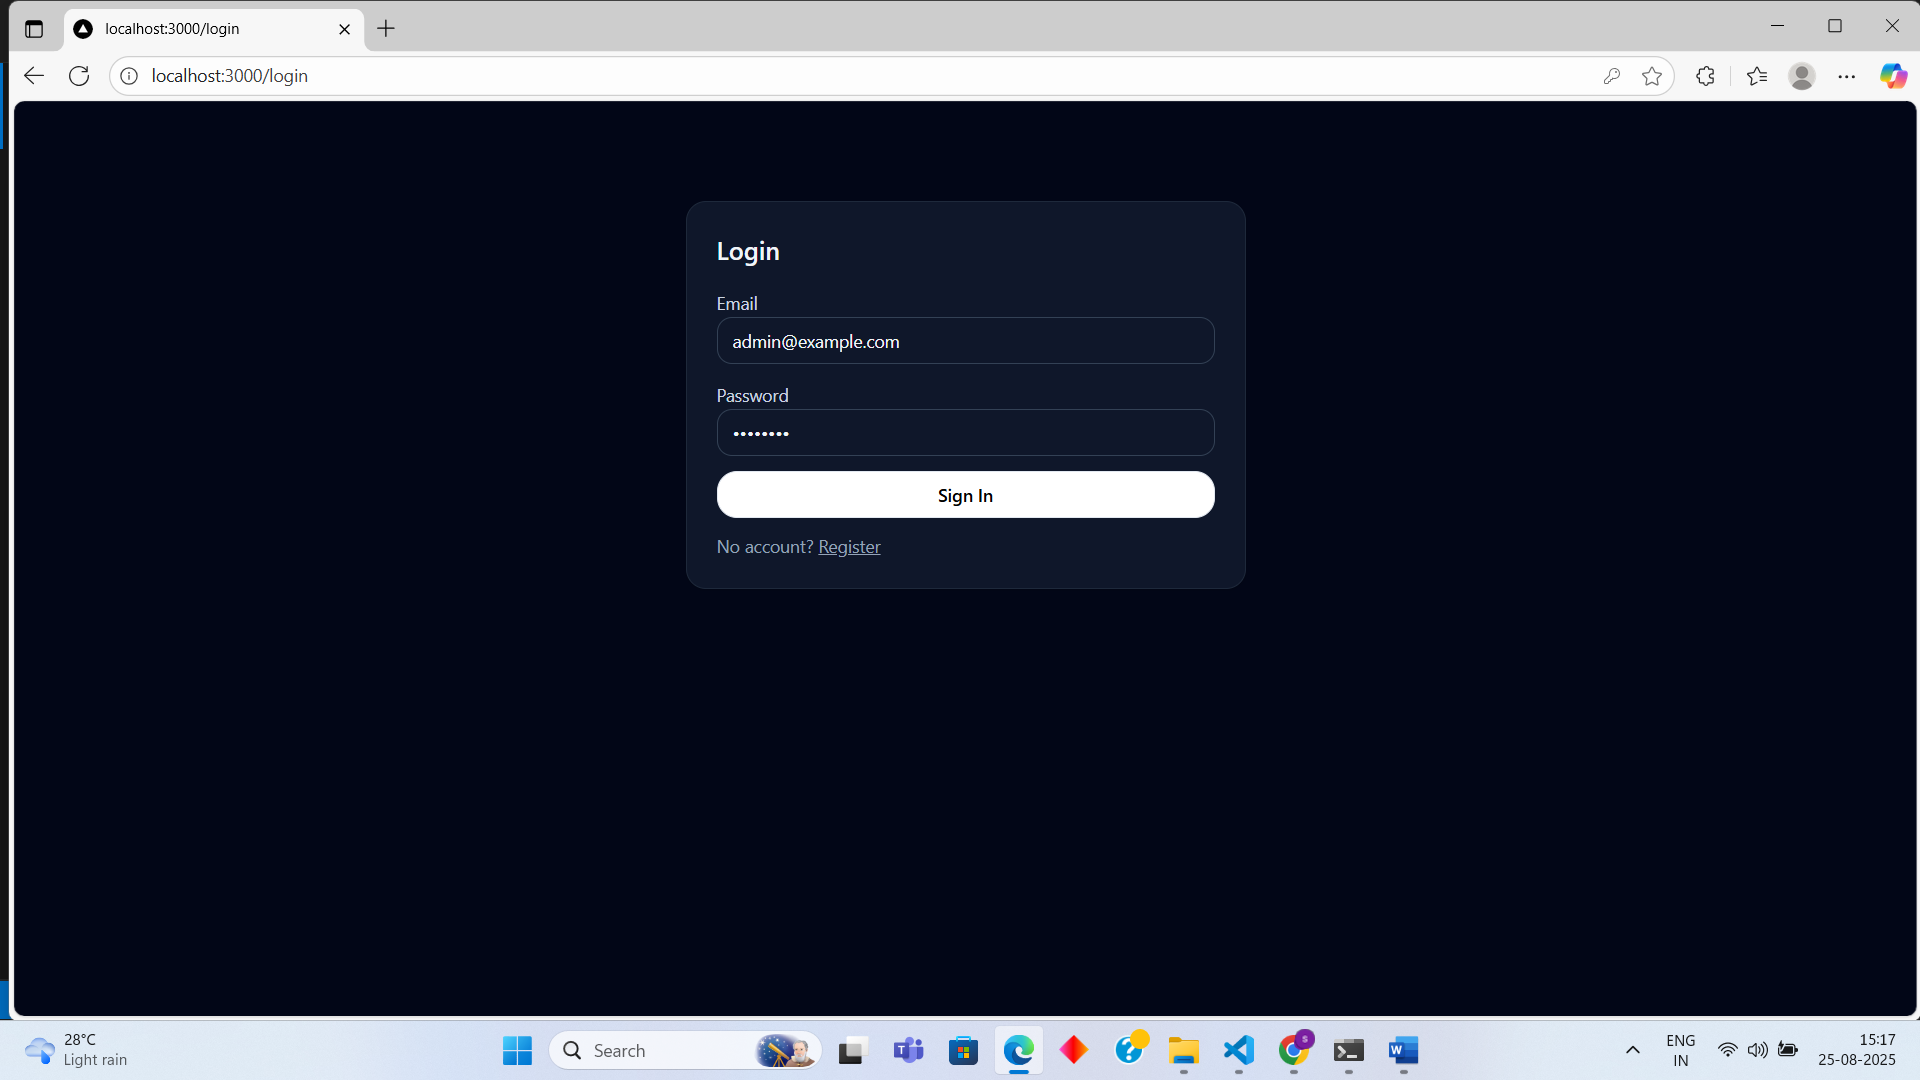 localhost:3000/login
localhost:3000/login
Login
Email
admin@example.com
Password
••••••••
Sign In
No account? Register
28°C
Light rain
Search
ENG
IN
15:17
25-08-2025